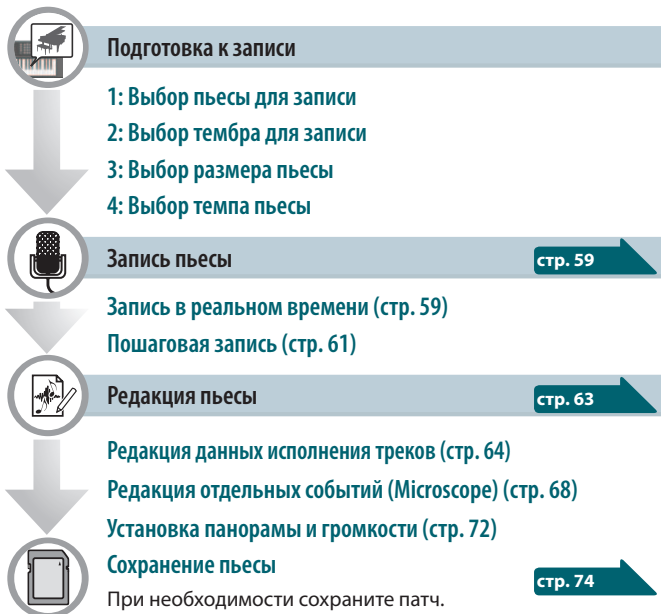 Подготовка к записи
1: Выбор пьесы для записи
2: Выбор тембра для записи
3: Выбор размера пьесы
4: Выбор темпа пьесы
Запись пьесы стр. 59
Запись в реальном времени (стр. 59)
Пошаговая запись (стр. 61)
Редакция пьесы стр. 63
Редакция данных исполнения треков (стр. 64)
Редакция отдельных событий (Microscope) (стр. 68)
Установка панорамы и громкости (стр. 72)
Сохранение пьесы стр. 74
При необходимости сохраните патч.